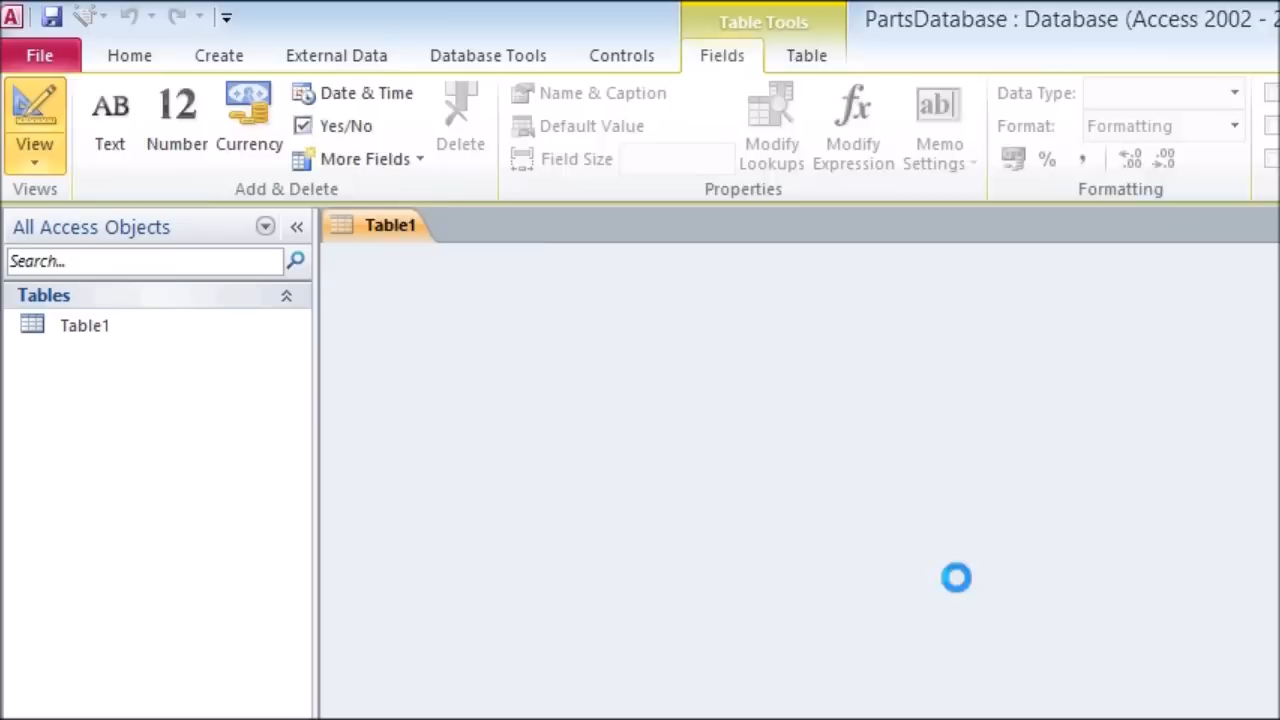 A
Table Tools
PartsDatabase : Database (Access 2002 - 2
File Home Create External Data Database Tools Controls Fields Table
View
AB
Text
12
Number
Currency
Date & Time
Yes/No
More Fields
Delete
Name & Caption
Default Value
Field Size
Modify
Lookups
fx
Modify
Expression
ab|
Memo
Settings
Data Type:
Format: Formatting
% , .00 .00
Views Add & Delete Properties Formatting
All Access Objects «
Search...
Tables
Table1
Table1